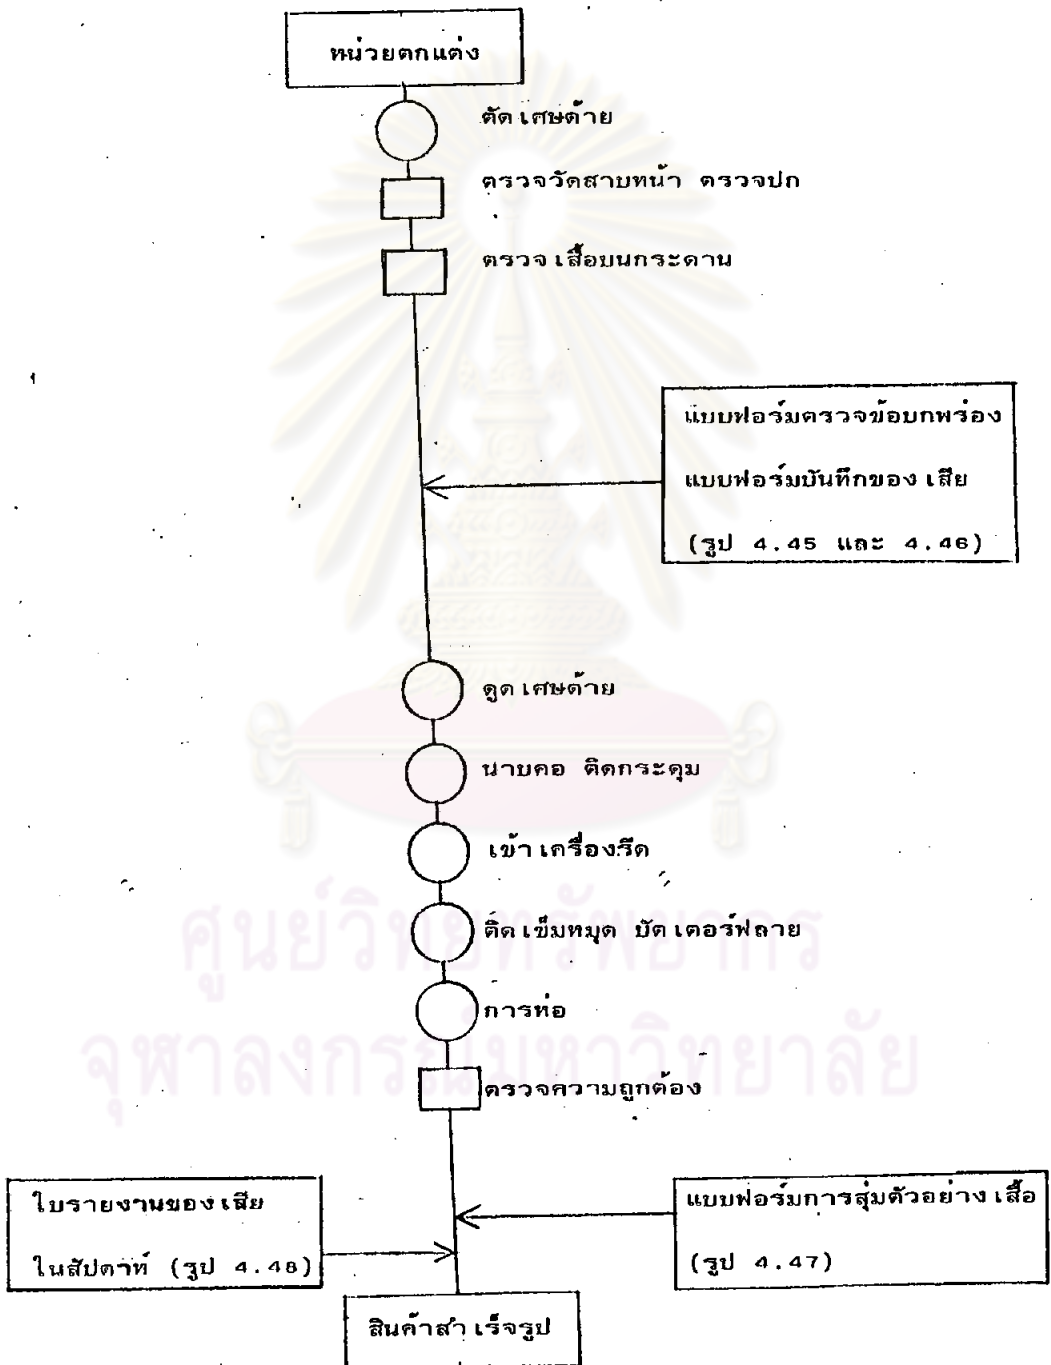 หน่วยตกแต่ง
ตัดเศษด้าย
ตรวจวัดสาบหน้า ตรวจปก
ตรวจเสื้อบนกระดาน
แบบฟอร์มตรวจข้อบกพร่อง
แบบฟอร์มบันทึกของเสีย
(รูป 4.45 และ 4.46)
ดูดเศษด้าย
นาบคอ ติดกระดุม
เข้าเครื่องรีด
ติดเข็มหมุด บัตเตอร์ฟลาย
การห่อ
ตรวจความถูกต้อง
ใบรายงานของเสีย
ในสัปดาห์ (รูป 4.48)
แบบฟอร์มการสุ่มตัวอย่างเสื้อ
(รูป 4.47)
สินค้าสำเร็จรูป
ศูนย์วิทยทรัพยากร
จุฬาลงกรณ์มหาวิทยาลัย